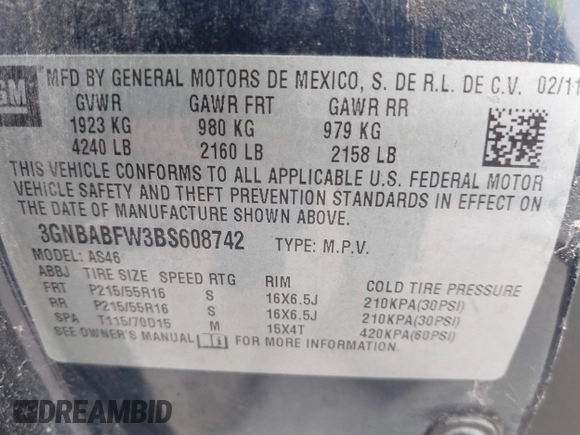 GM
MFD BY GENERAL MOTORS DE MEXICO, S. DE R.L. DE C.V. 02/11
GVWR GAWR FRT GAWR RR
1923 KG 980 KG 979 KG
4240 LB 2160 LB 2158 LB
THIS VEHICLE CONFORMS TO ALL APPLICABLE U.S. FEDERAL MOTOR
VEHICLE SAFETY AND THEFT PREVENTION STANDARDS IN EFFECT ON
THE DATE OF MANUFACTURE SHOWN ABOVE.
3GNBABFW3BS608742 TYPE: M.P.V.
MODEL: AS46
ABBJ TIRE SIZE SPEED RTG RIM COLD TIRE PRESSURE
FRT P215/55R16 S 16X6.5J 210KPA(30PSI)
RR P215/55R16 S 16X6.5J 210KPA(30PSI)
SPA T115/70D15 M 15X4T 420KPA(60PSI)
SEE OWNER'S MANUAL FOR MORE INFORMATION.
DREAMBID